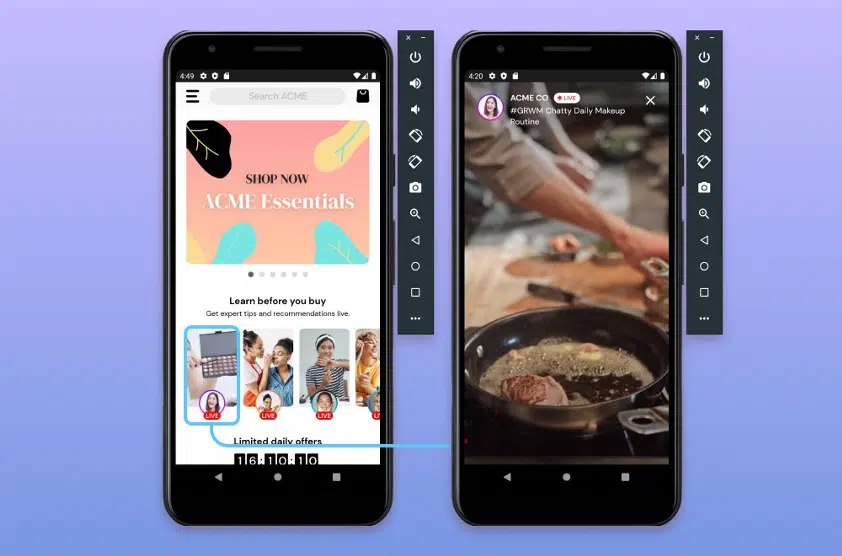 4:49
Search ACME
SHOP NOW
ACME Essentials
Learn before you buy
Get expert tips and recommendations live.
LIVE
LIVE
LIVE
Limited daily offers
16:10:10
4:20
ACME CO LIVE
#GRWM Chatty Daily Makeup
Routine